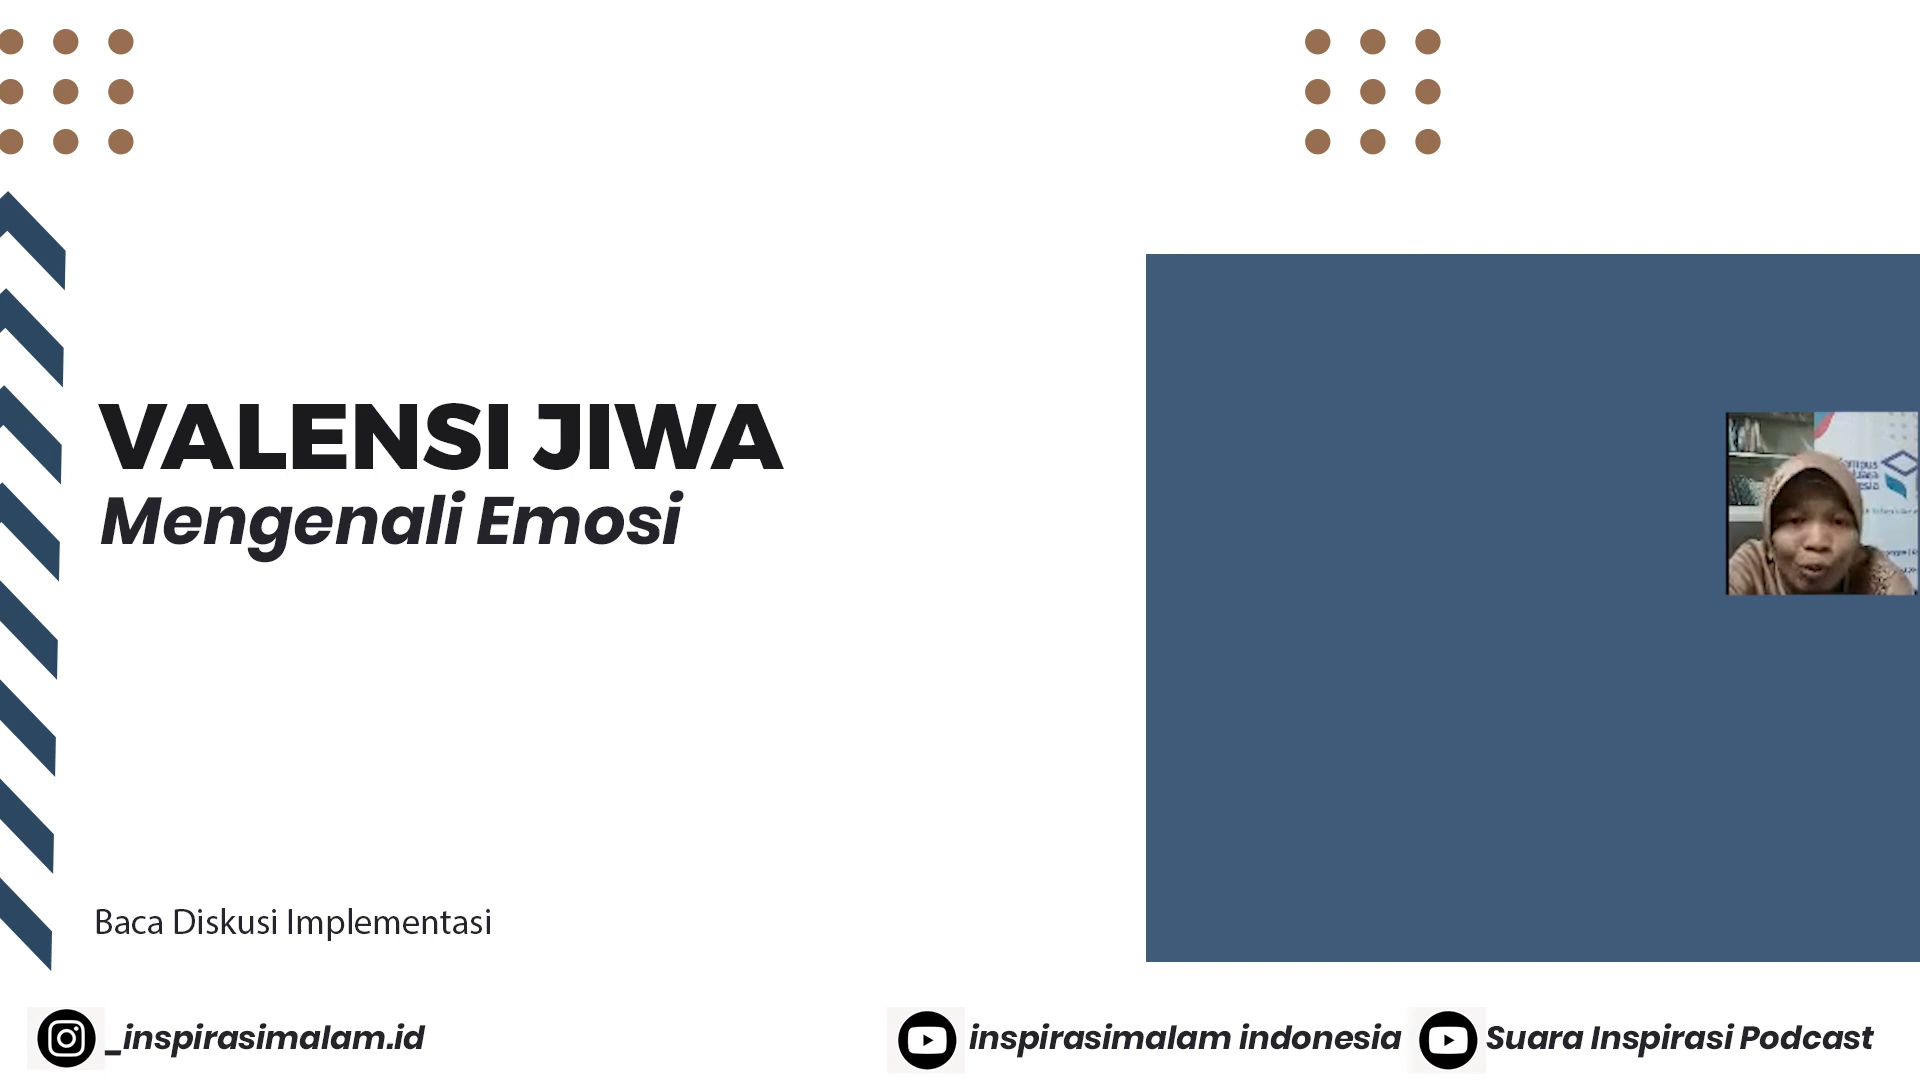 VALENSI JIWA
Mengenali Emosi
Baca Diskusi Implementasi
_inspirasimalam.id
inspirasimalam indonesia
Suara Inspirasi Podcast